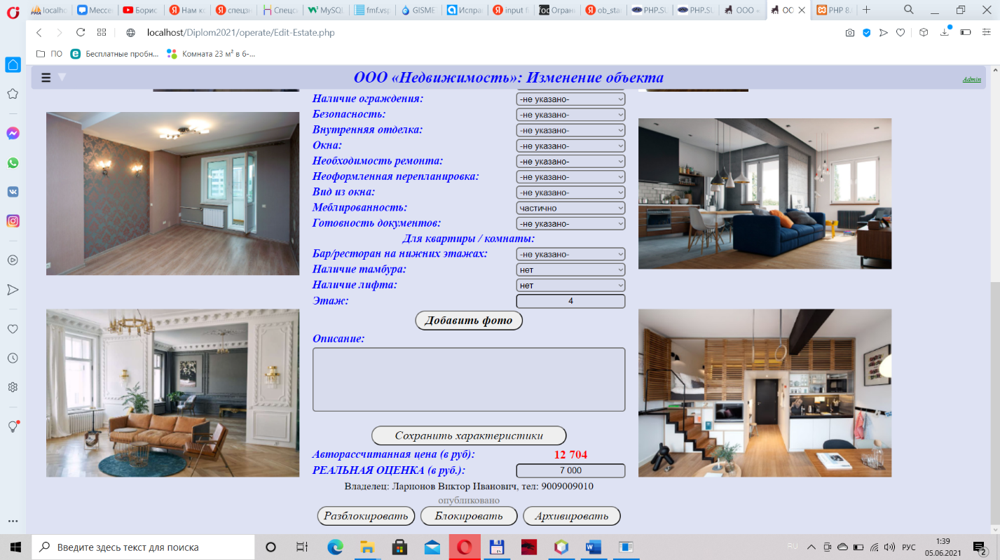 localho
Мессе
Борис
Нам ко
спецзн
Спецс
MySQL
fmf.vsp
GISME
Испра
input f
Огран
ob_sta
PHP.SU
PHP.SU
ООО «
ОО
PHP 8.
localhost/Diplom2021/operate/Edit-Estate.php
ПО
Бесплатные пробн...
Комната 23 м² в 6-...
ООО «Недвижимость»: Изменение объекта
Admin
Наличие ограждения: -не указано-
Безопасность: -не указано-
Внутренняя отделка: -не указано-
Окна: -не указано-
Необходимость ремонта: -не указано-
Неоформленная перепланировка: -не указано-
Вид из окна: -не указано-
Меблированность: частично
Готовность документов: -не указано-
Для квартиры / комнаты:
Бар/ресторан на нижних этажах: -не указано-
Наличие тамбура: нет
Наличие лифта: нет
Этаж: 4
Добавить фото
Описание:
Сохранить характеристики
Авторассчитанная цена (в руб): 12 704
РЕАЛЬНАЯ ОЦЕНКА (в руб.): 7 000
Владелец: Ларионов Виктор Иванович, тел: 9009009010
опубликовано
Разблокировать
Блокировать
Архивировать
Введите здесь текст для поиска
RU
РУС
1:39
05.06.2021
2